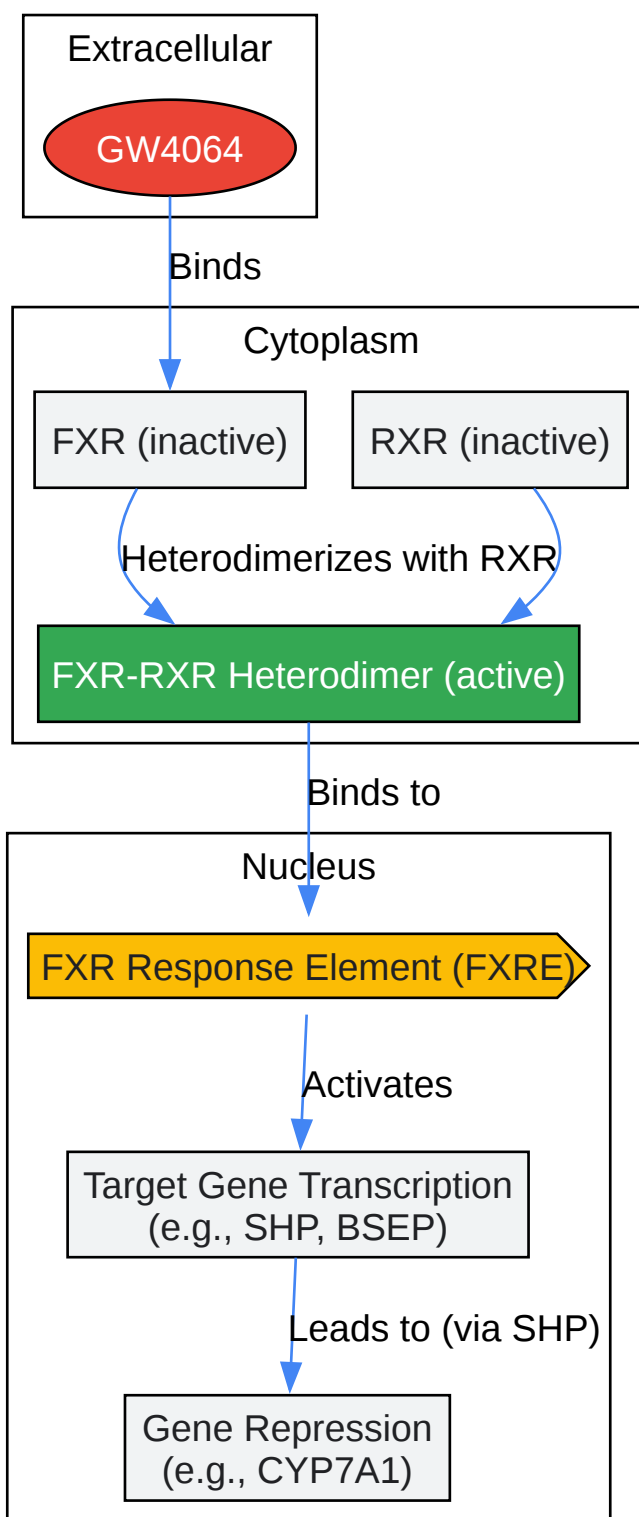 Extracellular
GW4064
Binds
Cytoplasm
FXR (inactive)
RXR (inactive)
Heterodimerizes with RXR
FXR-RXR Heterodimer (active)
Binds to
Nucleus
FXR Response Element (FXRE)
Activates
Target Gene Transcription
(e.g., SHP, BSEP)
Leads to (via SHP)
Gene Repression
(e.g., CYP7A1)